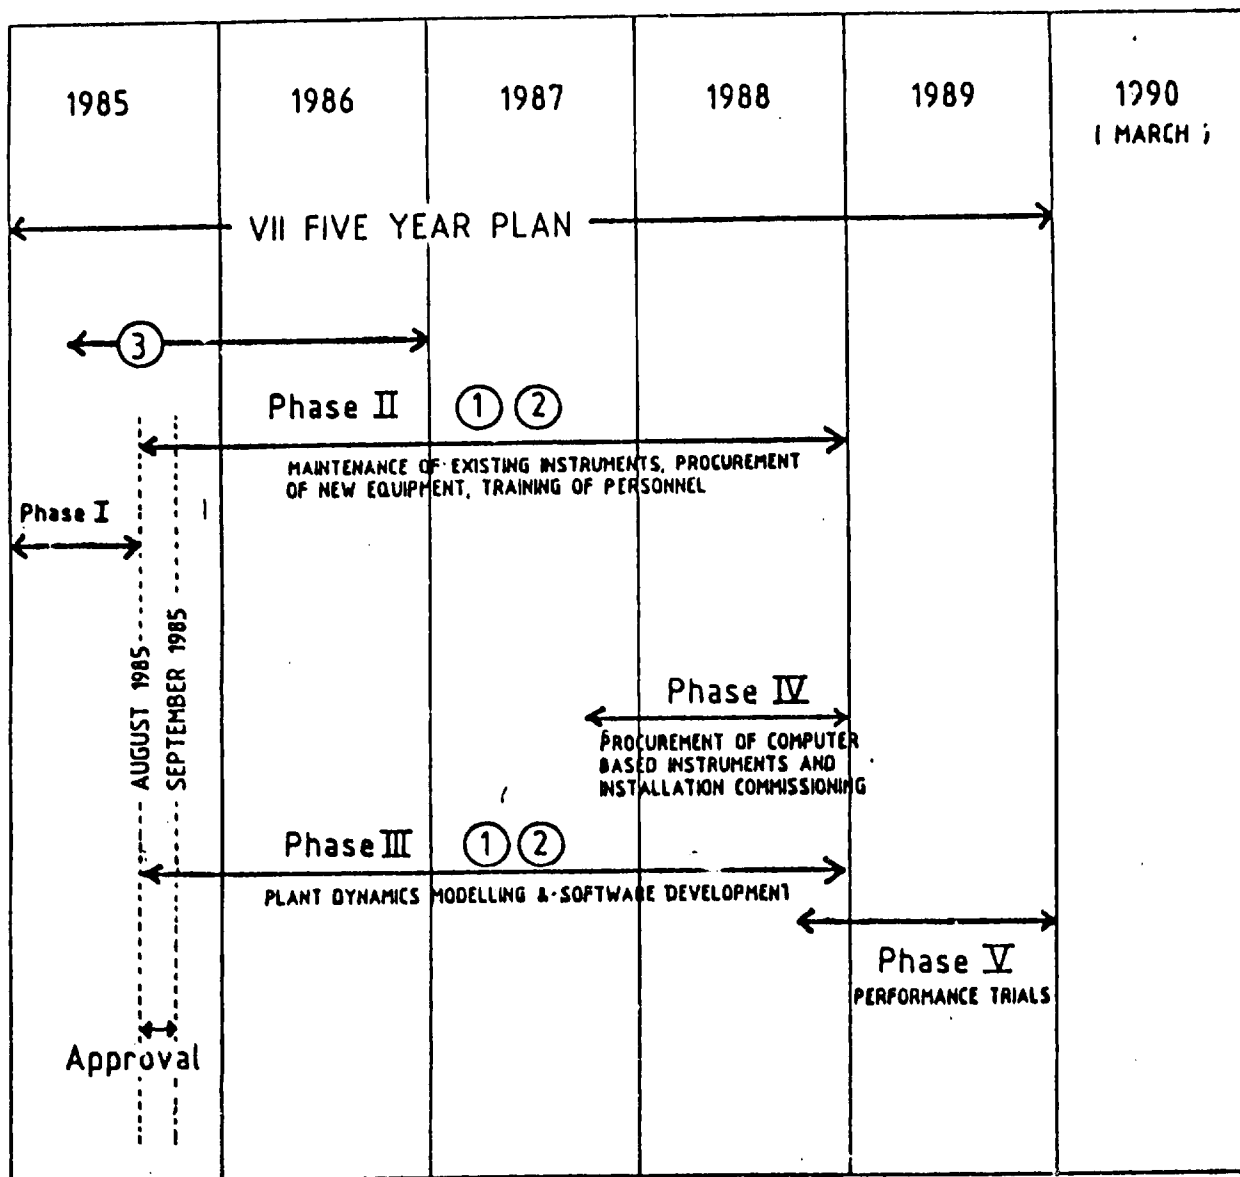 1985
1986
1987
1988
1989
1990
( MARCH )
VII FIVE YEAR PLAN
3
Phase II 1 2
MAINTENANCE OF EXISTING INSTRUMENTS, PROCUREMENT
OF NEW EQUIPMENT, TRAINING OF PERSONNEL
Phase I
AUGUST 1985
SEPTEMBER 1985
Phase IV
PROCUREMENT OF COMPUTER
BASED INSTRUMENTS AND
INSTALLATION COMMISSIONING
Phase III 1 2
PLANT DYNAMICS MODELLING & SOFTWARE DEVELOPMENT
Phase V
PERFORMANCE TRIALS
Approval